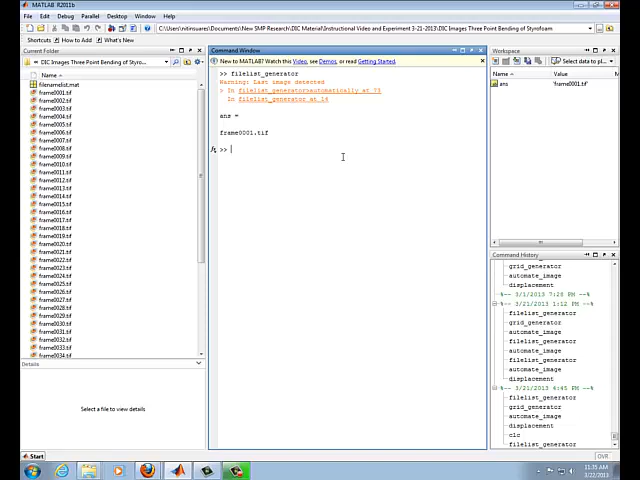 MATLAB R2011b
File Edit Debug Parallel Desktop Window Help
C:\Users\nitinsuares\Documents\New SMP Research\DIC Material\Instructional Video and Experiment 3-21-2013\DIC Images Three Point Bending of Styrofoam
Shortcuts How to Add What's New
Current Folder
DIC Images Three Point Bending of Styrofo...
Name
filenamelist.mat
frame0001.tif
frame0002.tif
frame0003.tif
frame0004.tif
frame0005.tif
frame0006.tif
frame0007.tif
frame0008.tif
frame0009.tif
frame0010.tif
frame0011.tif
frame0012.tif
frame0013.tif
frame0014.tif
frame0015.tif
frame0016.tif
frame0017.tif
frame0018.tif
frame0019.tif
frame0020.tif
frame0021.tif
frame0022.tif
frame0023.tif
frame0024.tif
frame0025.tif
frame0026.tif
frame0027.tif
frame0028.tif
frame0029.tif
frame0030.tif
frame0031.tif
frame0032.tif
frame0033.tif
frame0034.tif
Details
Select a file to view details
Command Window
New to MATLAB? Watch this Video, see Demos, or read Getting Started.
>> filelist_generator
Warning: Last image detected
> In filelist_generator>automatically at 75
In filelist_generator at 16
ans =
frame0001.tif
fx >>
Workspace
Select data to pl...
Name Value
ans 'frame0001.tif'
Command History
grid_generator
automate_image
displacement
%-- 3/1/2013 7:28 PM --%
%-- 3/21/2013 1:12 PM --%
filelist_generator
grid_generator
automate_image
filelist_generator
automate_image
filelist_generator
automate_image
displacement
%-- 3/21/2013 6:45 PM --%
filelist_generator
grid_generator
automate_image
displacement
clc
filelist_generator
Start
OVR
11:35 AM
3/22/2013